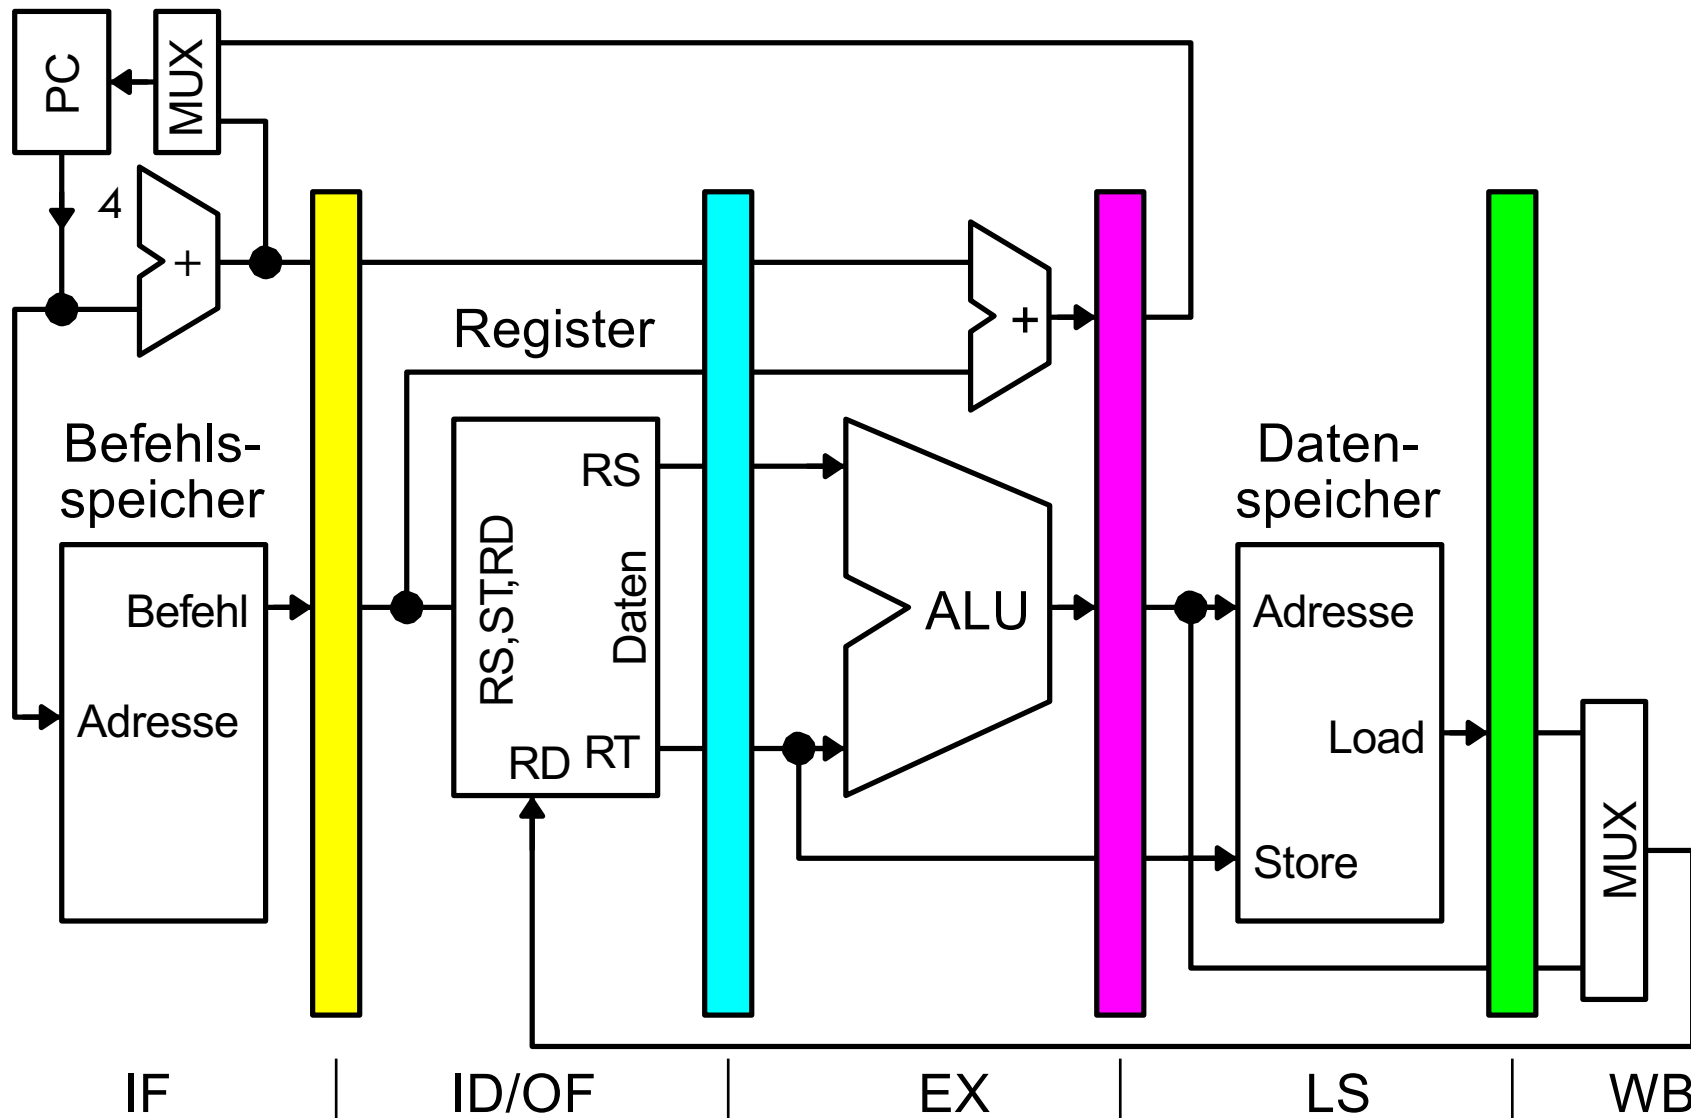 PC
MUX
4
+
+
Register
Befehls-
speicher
Daten-
speicher
RS
RS,ST,RD
Daten
Befehl
ALU
Adresse
Adresse
Load
RD
RT
Store
MUX
IF
ID/OF
EX
LS
WB